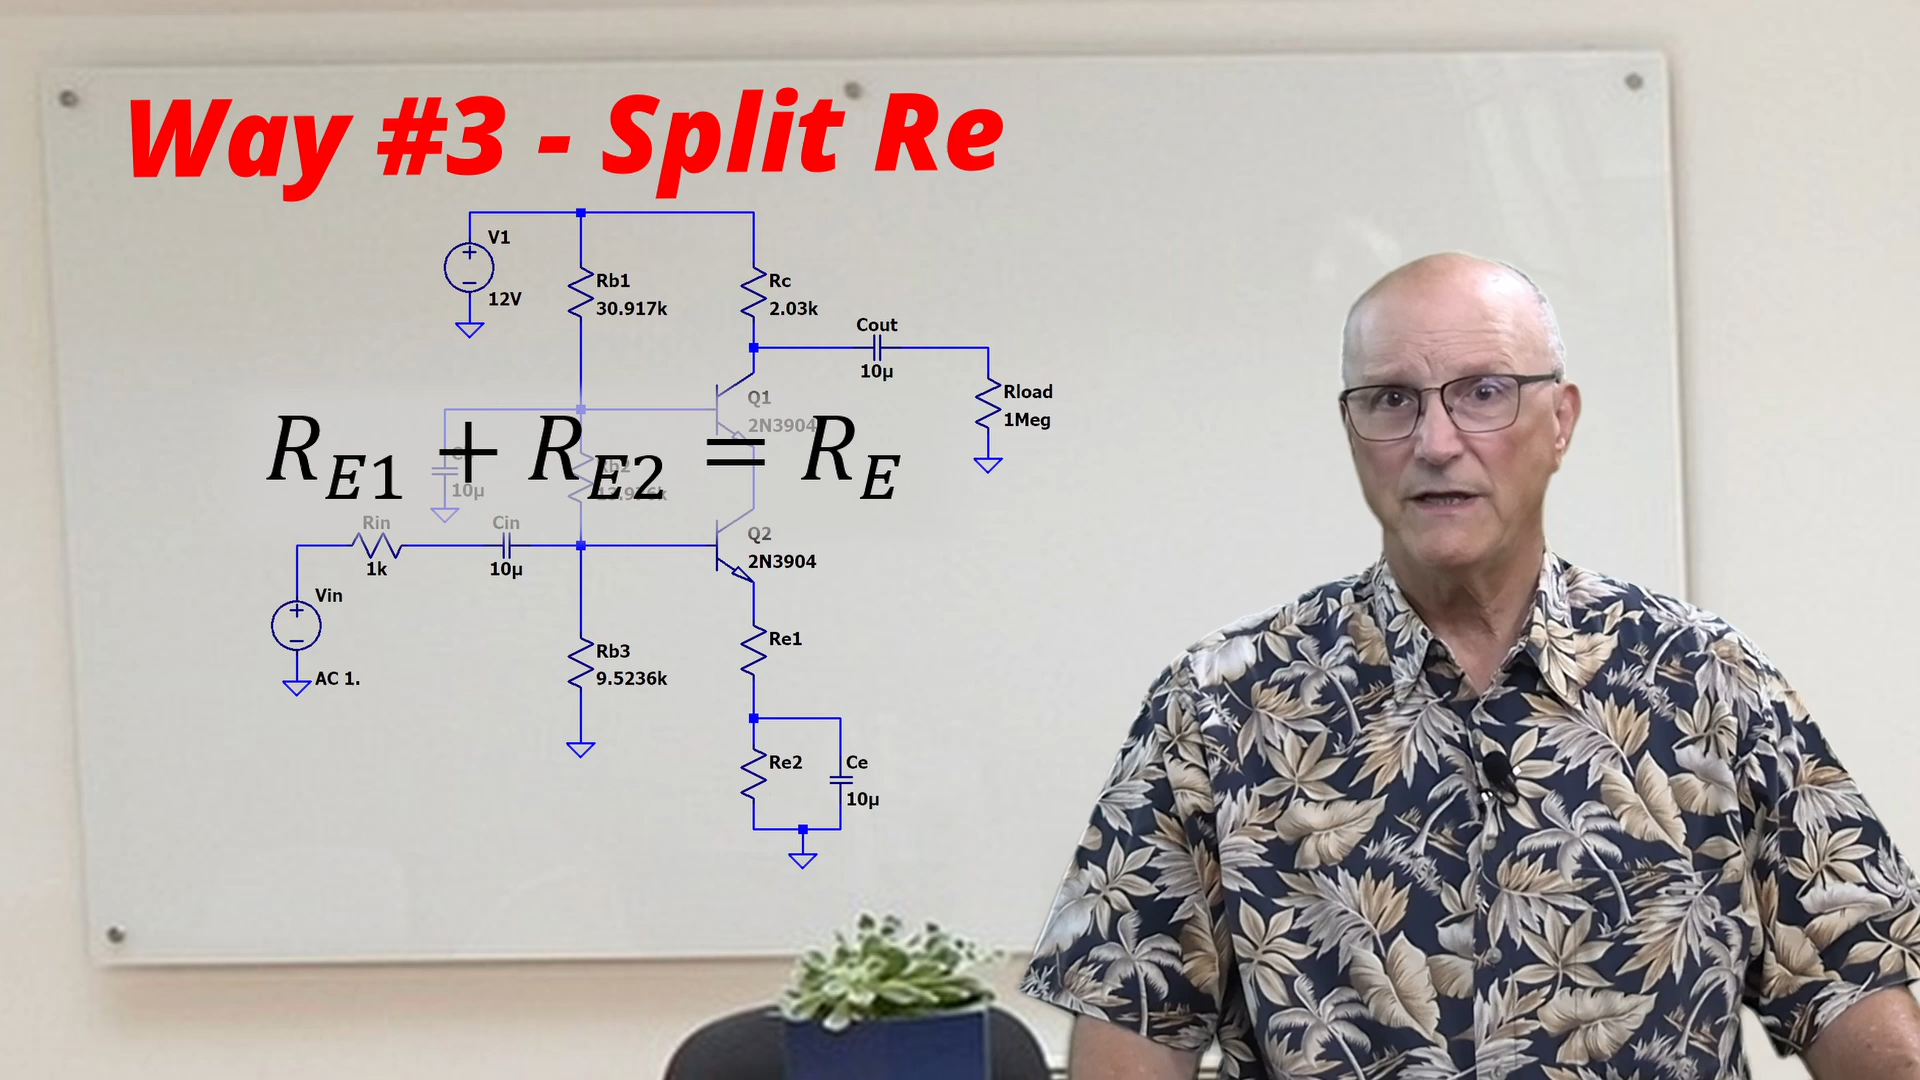 Way #3 - Split Re
V1
12V
Rb1
30.917k
Rc
2.03k
Cout
10µ
Rload
1Meg
Q1
2N3904
R_E1 + R_E2 = R_E
10µ
Rin
1k
Cin
10µ
Q2
2N3904
Vin
AC 1.
Rb3
9.5236k
Re1
Re2
Ce
10µ